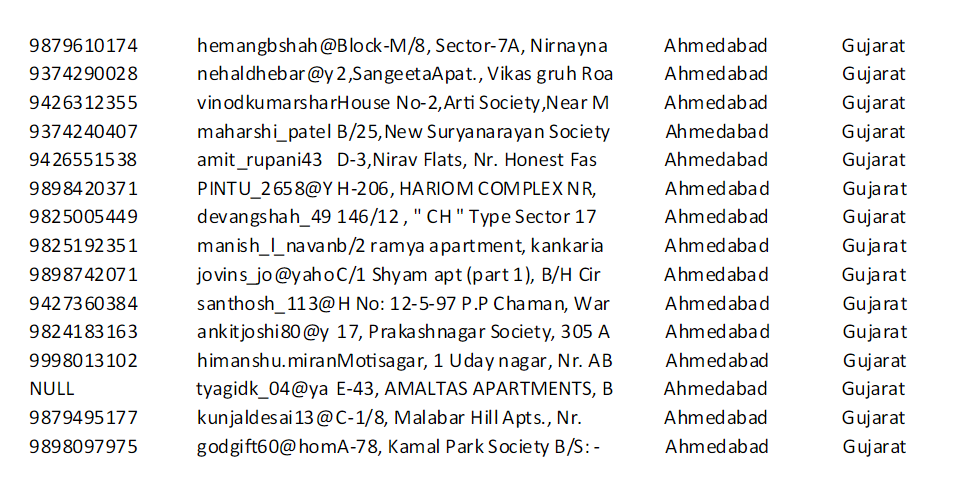 9879610174 hemangbshah@Block-M/8, Sector-7A, Nirnayna Ahmedabad Gujarat
9374290028 nehaldhebar@y2,SangeetaApat., Vikas gruh Roa Ahmedabad Gujarat
9426312355 vinodkumarsharHouse No-2,Arti Society,Near M Ahmedabad Gujarat
9374240407 maharshi_patel B/25,New Suryanarayan Society Ahmedabad Gujarat
9426551538 amit_rupani43 D-3,Nirav Flats, Nr. Honest Fas Ahmedabad Gujarat
9898420371 PINTU_2658@Y H-206, HARIOM COMPLEX NR, Ahmedabad Gujarat
9825005449 devangshah_49 146/12 , " CH " Type Sector 17 Ahmedabad Gujarat
9825192351 manish_l_navanb/2 ramya apartment, kankaria Ahmedabad Gujarat
9898742071 jovins_jo@yahoC/1 Shyam apt (part 1), B/H Cir Ahmedabad Gujarat
9427360384 santhosh_113@H No: 12-5-97 P.P Chaman, War Ahmedabad Gujarat
9824183163 ankitjoshi80@y 17, Prakashnagar Society, 305 A Ahmedabad Gujarat
9998013102 himanshu.miranMotisagar, 1 Uday nagar, Nr. AB Ahmedabad Gujarat
NULL tyagidk_04@ya E-43, AMALTAS APARTMENTS, B Ahmedabad Gujarat
9879495177 kunjaldesai13@C-1/8, Malabar Hill Apts., Nr. Ahmedabad Gujarat
9898097975 godgift60@homA-78, Kamal Park Society B/S: - Ahmedabad Gujarat